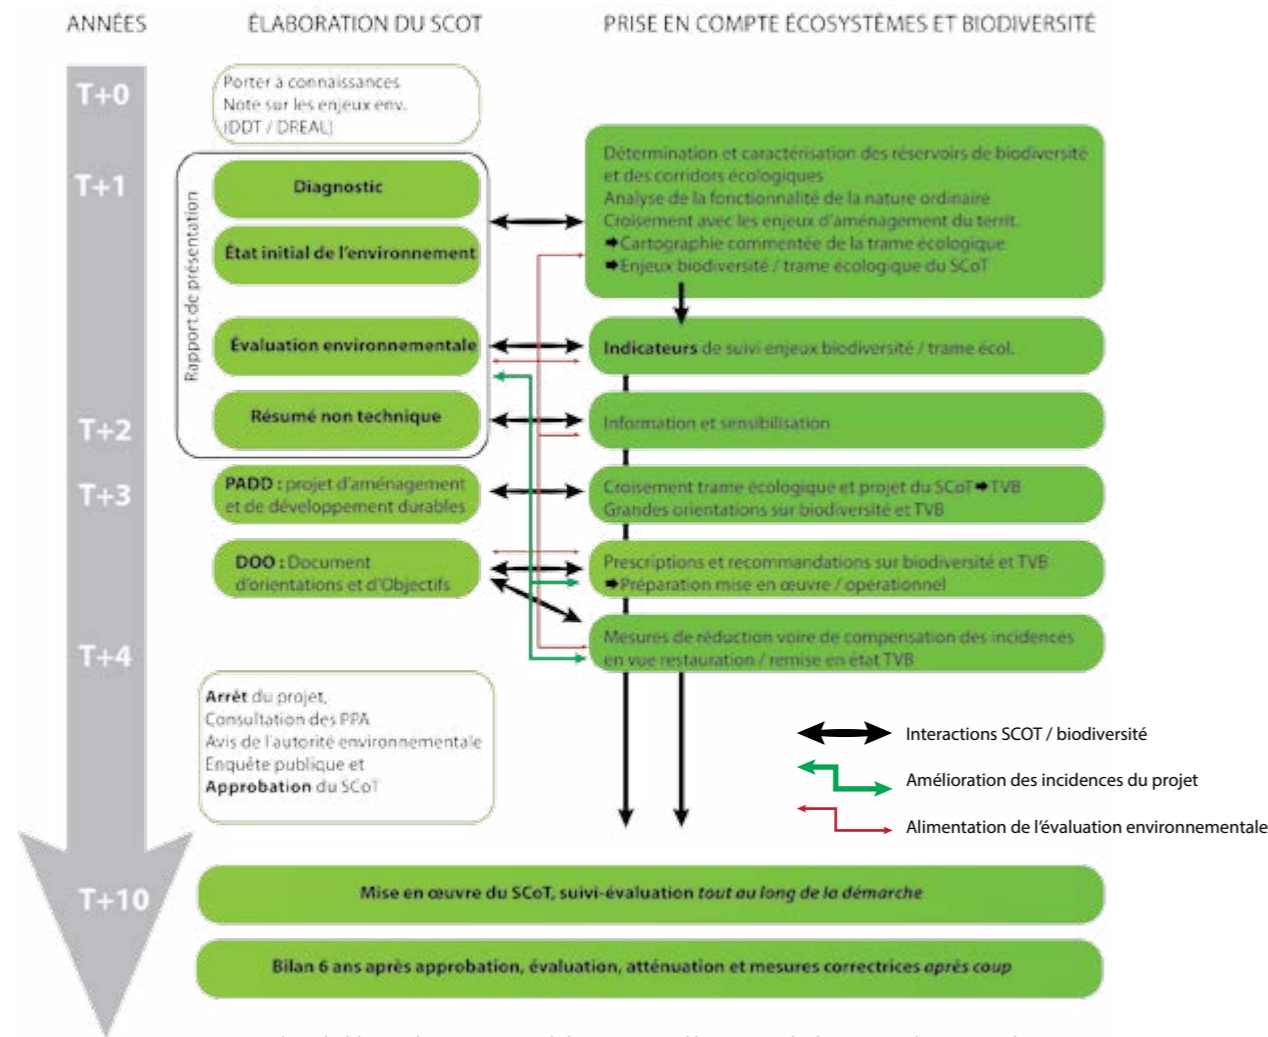 ANNÉES
ÉLABORATION DU SCOT
PRISE EN COMPTE ÉCOSYSTÈMES ET BIODIVERSITÉ
T+0
Porter à connaissances
Note sur les enjeux env.
(DDT / DREAL)
T+1
Rapport de présentation
Diagnostic
État initial de l'environnement
Détermination et caractérisation des réservoirs de biodiversité
et des corridors écologiques
Analyse de la fonctionnalité de la nature ordinaire
Croisement avec les enjeux d'aménagement du territ.
➡Cartographie commentée de la trame écologique
➡Enjeux biodiversité / trame écologique du SCoT
Évaluation environnementale
Indicateurs de suivi enjeux biodiversité / trame écol.
T+2
Résumé non technique
Information et sensibilisation
T+3
PADD : projet d'aménagement
et de développement durables
Croisement trame écologique et projet du SCoT➡TVB
Grandes orientations sur biodiversité et TVB
DOO : Document
d'orientations et d'Objectifs
Prescriptions et recommandations sur biodiversité et TVB
➡Préparation mise en œuvre / opérationnel
T+4
Mesures de réduction voire de compensation des incidences
en vue restauration / remise en état TVB
Arrêt du projet,
Consultation des PPA
Avis de l'autorité environnementale
Enquête publique et
Approbation du SCoT
Interactions SCOT / biodiversité
Amélioration des incidences du projet
Alimentation de l'évaluation environnementale
T+10
Mise en œuvre du SCoT, suivi-évaluation tout au long de la démarche
Bilan 6 ans après approbation, évaluation, atténuation et mesures correctrices après coup